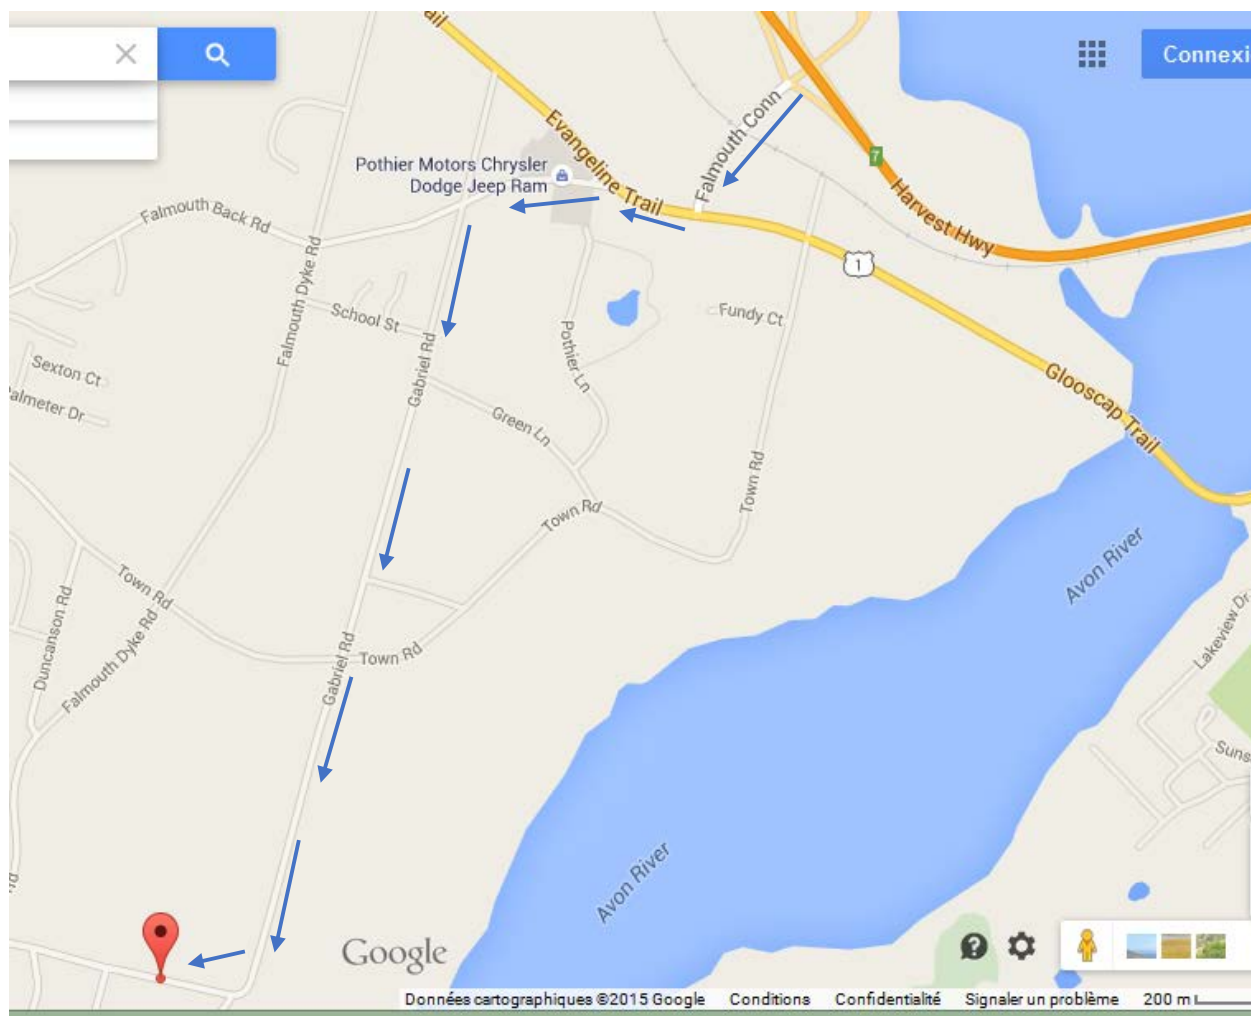 ail
Connexi
Falmouth Conn
7
Harvest Hwy
Evangeline Trail
Pothier Motors Chrysler
Dodge Jeep Ram
Falmouth Back Rd
Falmouth Dyke Rd
1
School St
Gabriel Rd
Fundy Ct
Pothier Ln
Sexton Ct
almeter Dr
Green Ln
Glooscap Trail
Town Rd
Town Rd
Avon River
Town Rd
Duncanson Rd
Falmouth Dyke Rd
Gabriel Rd
Town Rd
Lakeview Dr
Suns
Avon River
Rd
Google
Données cartographiques ©2015 Google Conditions Confidentialité Signaler un problème 200 m